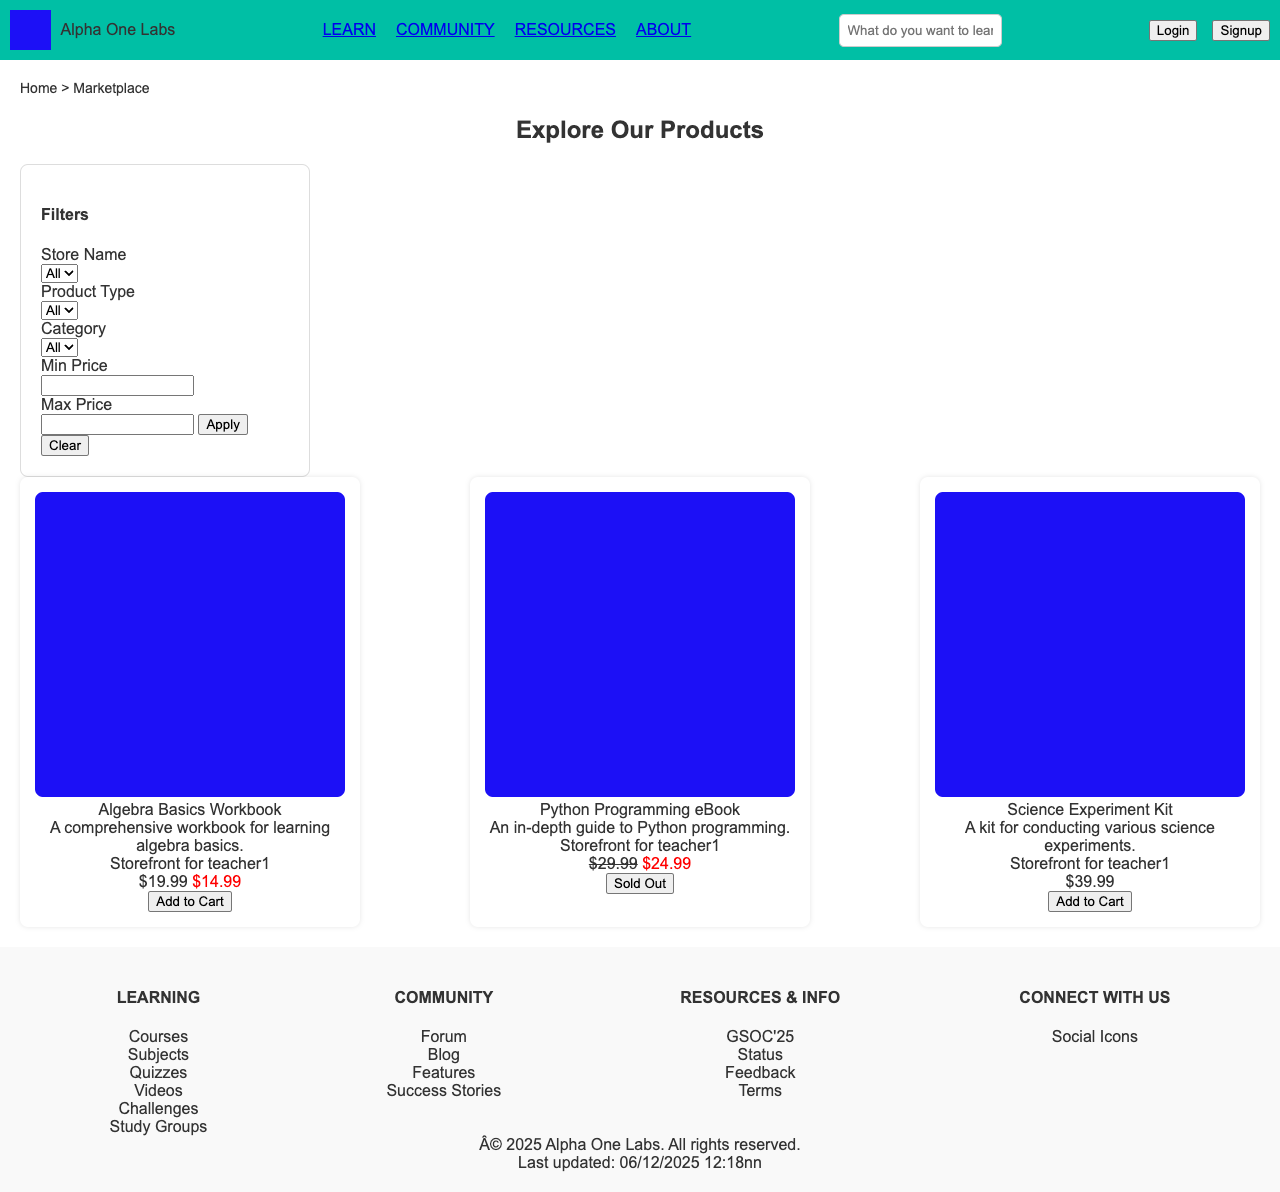 Alpha One Labs
LEARN COMMUNITY RESOURCES ABOUT
What do you want to lear
Login Signup
Home > Marketplace
Explore Our Products
Filters
Store Name
All
Product Type
All
Category
All
Min Price
Max Price
Apply
Clear
Algebra Basics Workbook
A comprehensive workbook for learning
algebra basics.
Storefront for teacher1
$19.99 $14.99
Add to Cart
Python Programming eBook
An in-depth guide to Python programming.
Storefront for teacher1
$29.99 $24.99
Sold Out
Science Experiment Kit
A kit for conducting various science
experiments.
Storefront for teacher1
$39.99
Add to Cart
LEARNING
Courses
Subjects
Quizzes
Videos
Challenges
Study Groups
COMMUNITY
Forum
Blog
Features
Success Stories
RESOURCES & INFO
GSOC'25
Status
Feedback
Terms
CONNECT WITH US
Social Icons
Â© 2025 Alpha One Labs. All rights reserved.
Last updated: 06/12/2025 12:18nn